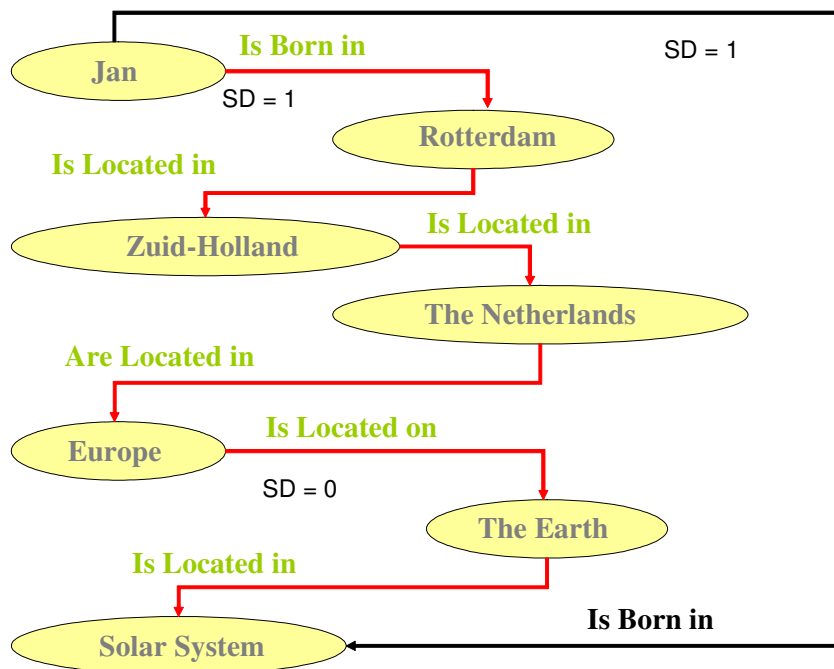 Is Born in
SD = 1
Jan
SD = 1
Rotterdam
Is Located in
Zuid-Holland
Is Located in
The Netherlands
Are Located in
Europe
Is Located on
SD = 0
The Earth
Is Located in
Is Born in
Solar System